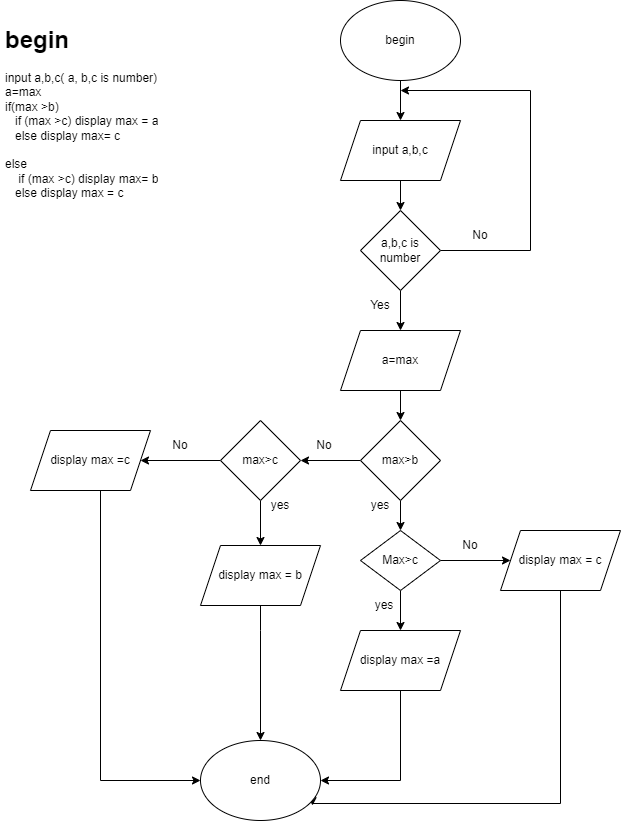 begin
input a,b,c( a, b,c is number)
a=max
if(max >b)
if (max >c) display max = a
else display max= c
else
if (max >c) display max= b
else display max = c
begin
input a,b,c
a,b,c is
number
No
Yes
a=max
max>b
No
max>c
No
display max =c
yes
display max = b
yes
Max>c
No
display max = c
yes
display max =a
end